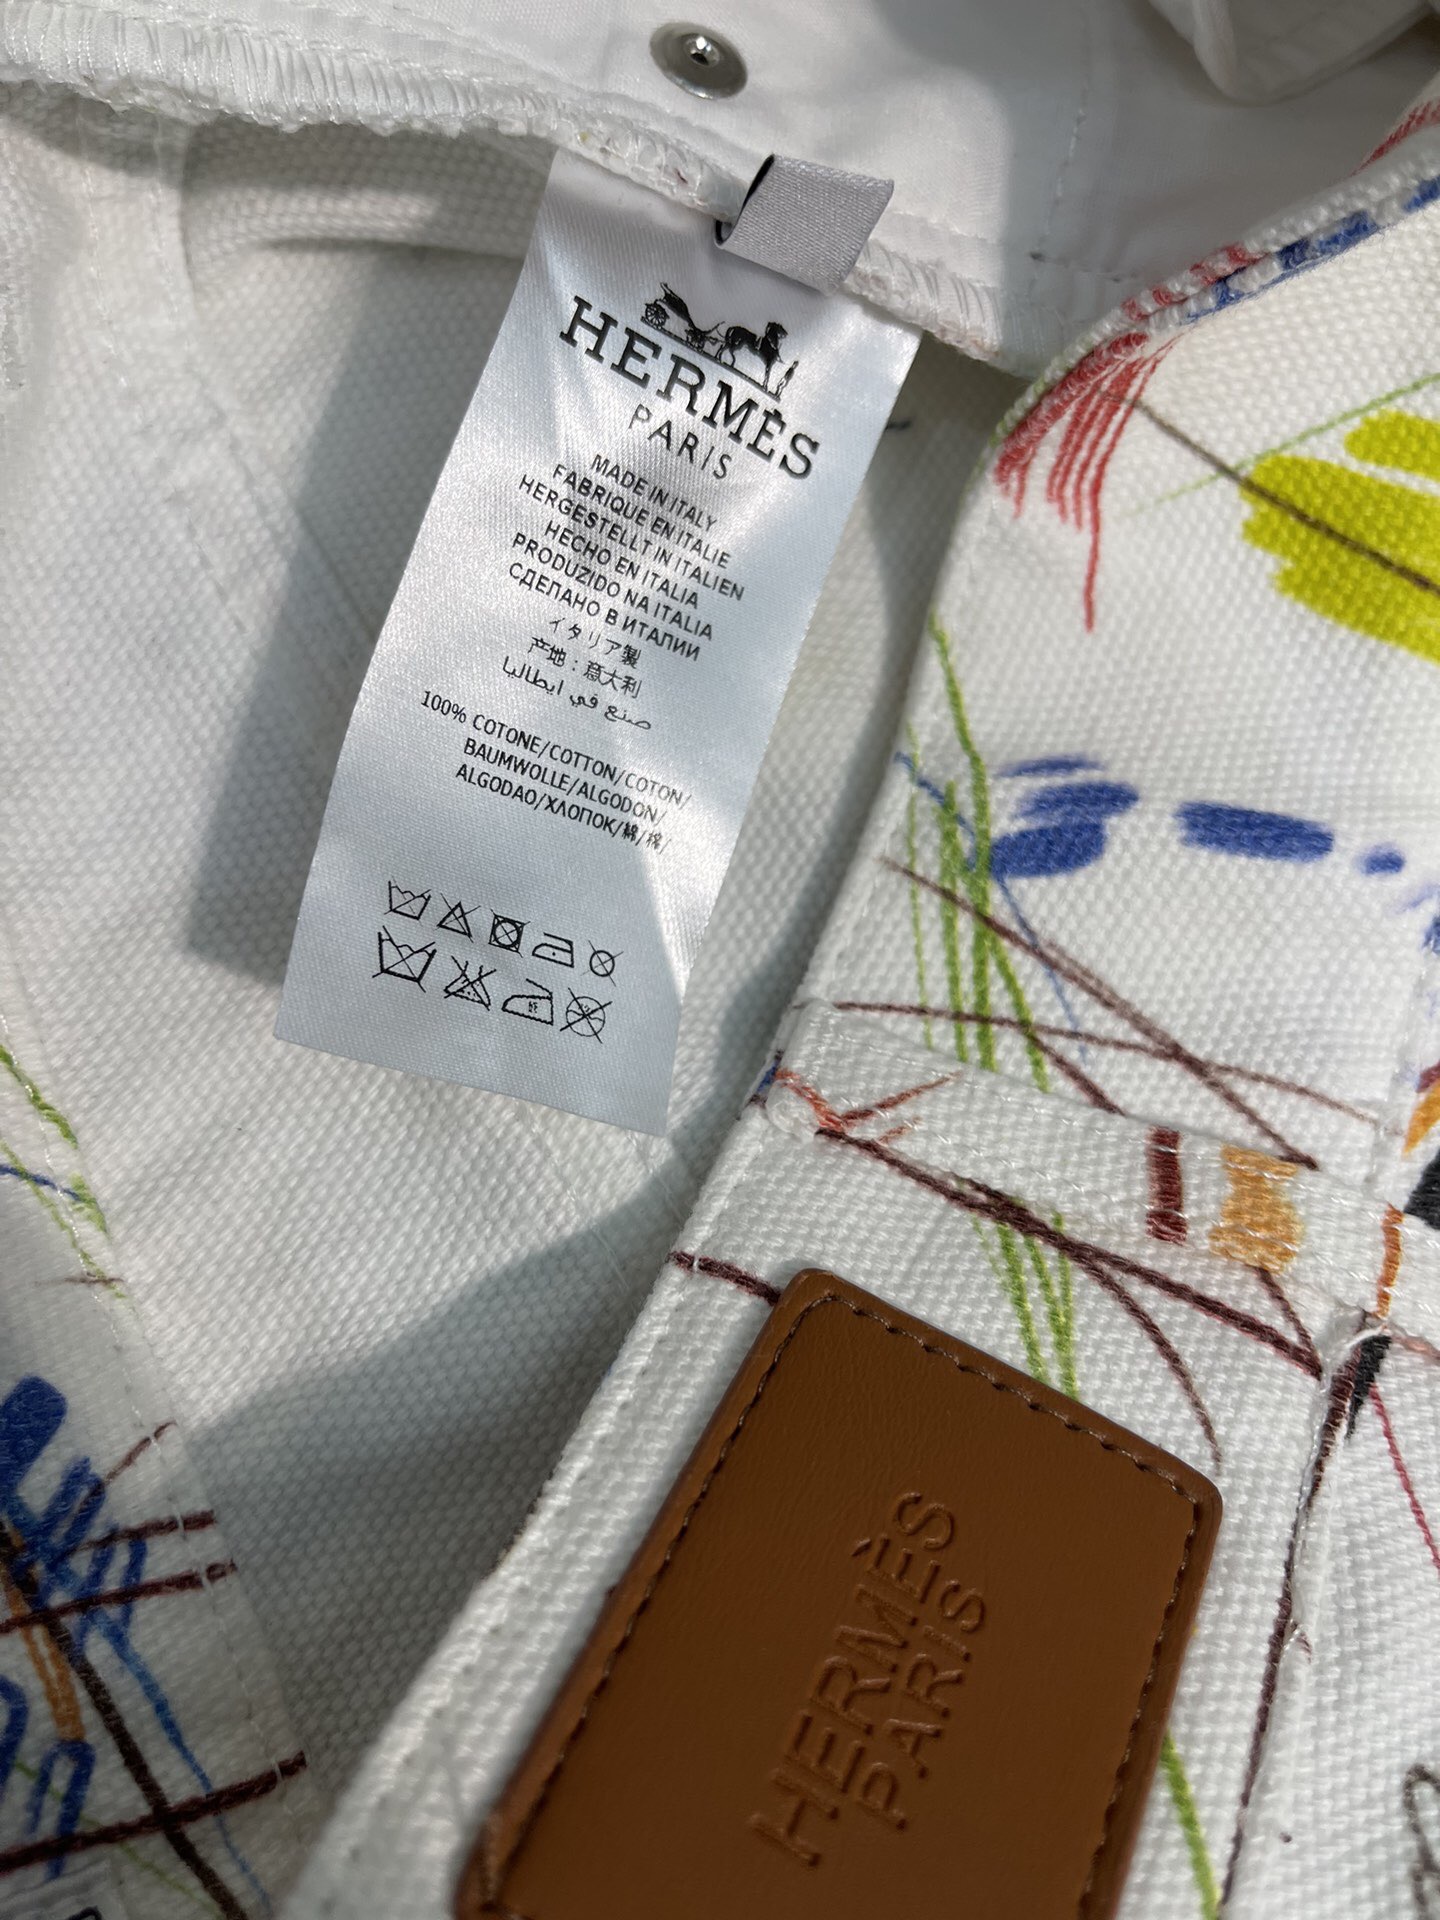 HERMÈS
PARIS
MADE IN ITALY
FABRIQUE EN ITALIE
HERGESTELLT IN ITALIEN
HECHO EN ITALIA
PRODUZIDO NA ITALIA
СДЕЛАНО В ИТАЛИИ
イタリア製
产地：意大利
صنع في ايطاليا
100% COTONE/COTTON/COTON/
BAUMWOLLE/ALGODON/
ALGODAO/ХЛОПОК/綿/棉/
HERMÈS
PARIS